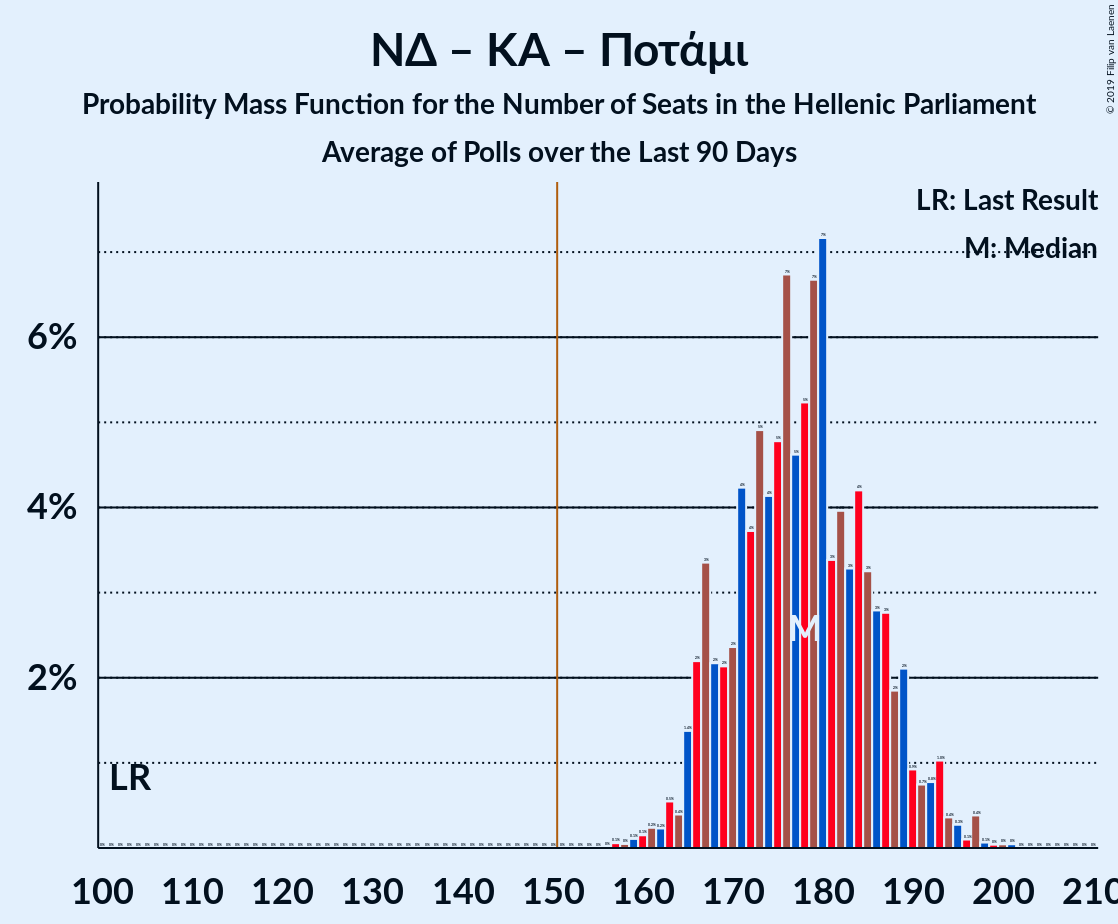 ΝΔ – ΚΑ – Ποτάμι
Probability Mass Function for the Number of Seats in the Hellenic Parliament
Average of Polls over the Last 90 Days
© 2019 Filip van Laenen
LR: Last Result
M: Median
6%
4%
2%
LR
M
100 110 120 130 140 150 160 170 180 190 200 210